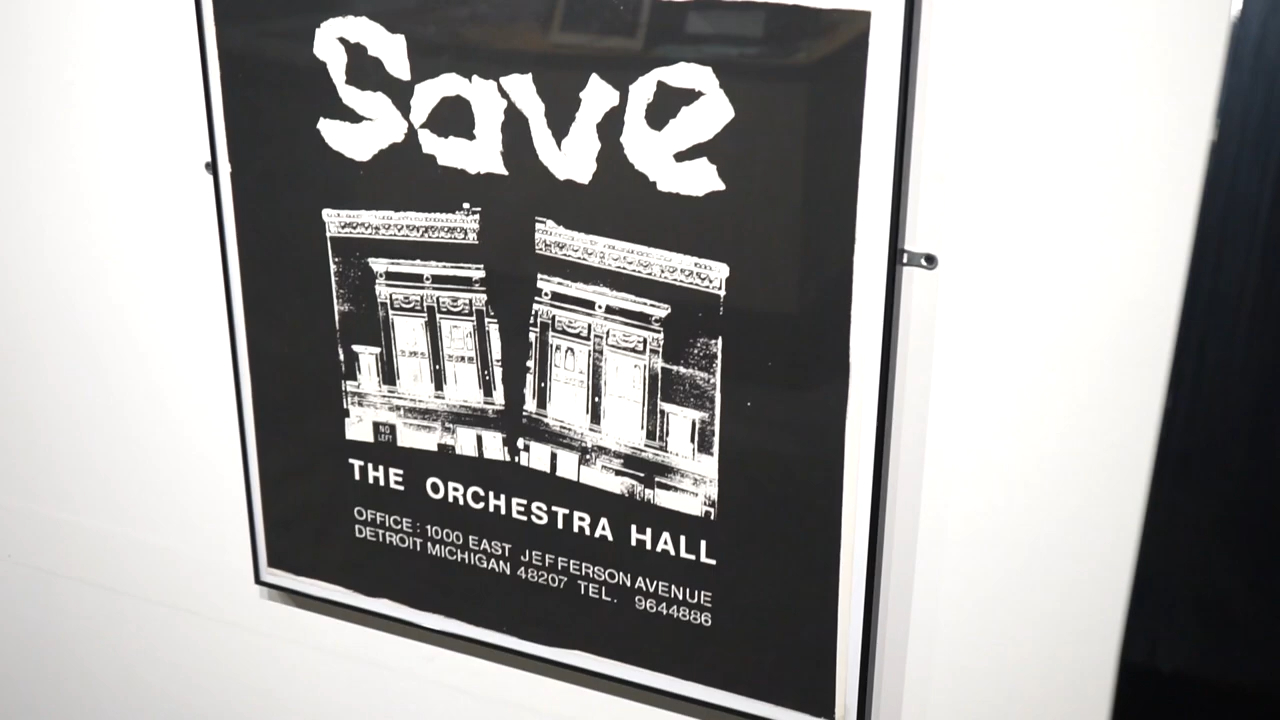 Save
NO
LEFT
THE ORCHESTRA HALL
OFFICE: 1000 EAST JEFFERSON AVENUE
DETROIT MICHIGAN 48207 TEL. 9644886